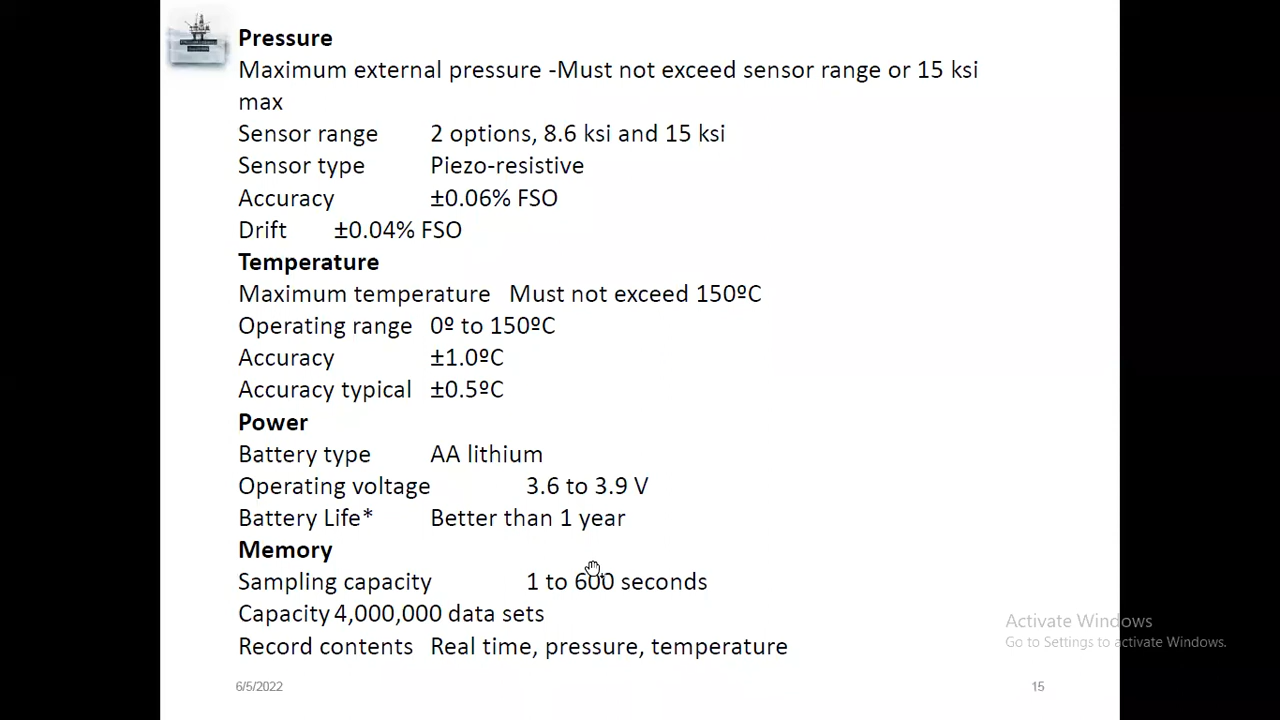 Pressure
Maximum external pressure -Must not exceed sensor range or 15 ksi
max
Sensor range 2 options, 8.6 ksi and 15 ksi
Sensor type Piezo-resistive
Accuracy ±0.06% FSO
Drift ±0.04% FSO
Temperature
Maximum temperature Must not exceed 150ºC
Operating range 0º to 150ºC
Accuracy ±1.0ºC
Accuracy typical ±0.5ºC
Power
Battery type AA lithium
Operating voltage 3.6 to 3.9 V
Battery Life* Better than 1 year
Memory
Sampling capacity 1 to 600 seconds
Capacity 4,000,000 data sets
Record contents Real time, pressure, temperature
Activate Windows
Go to Settings to activate Windows.
6/5/2022 15